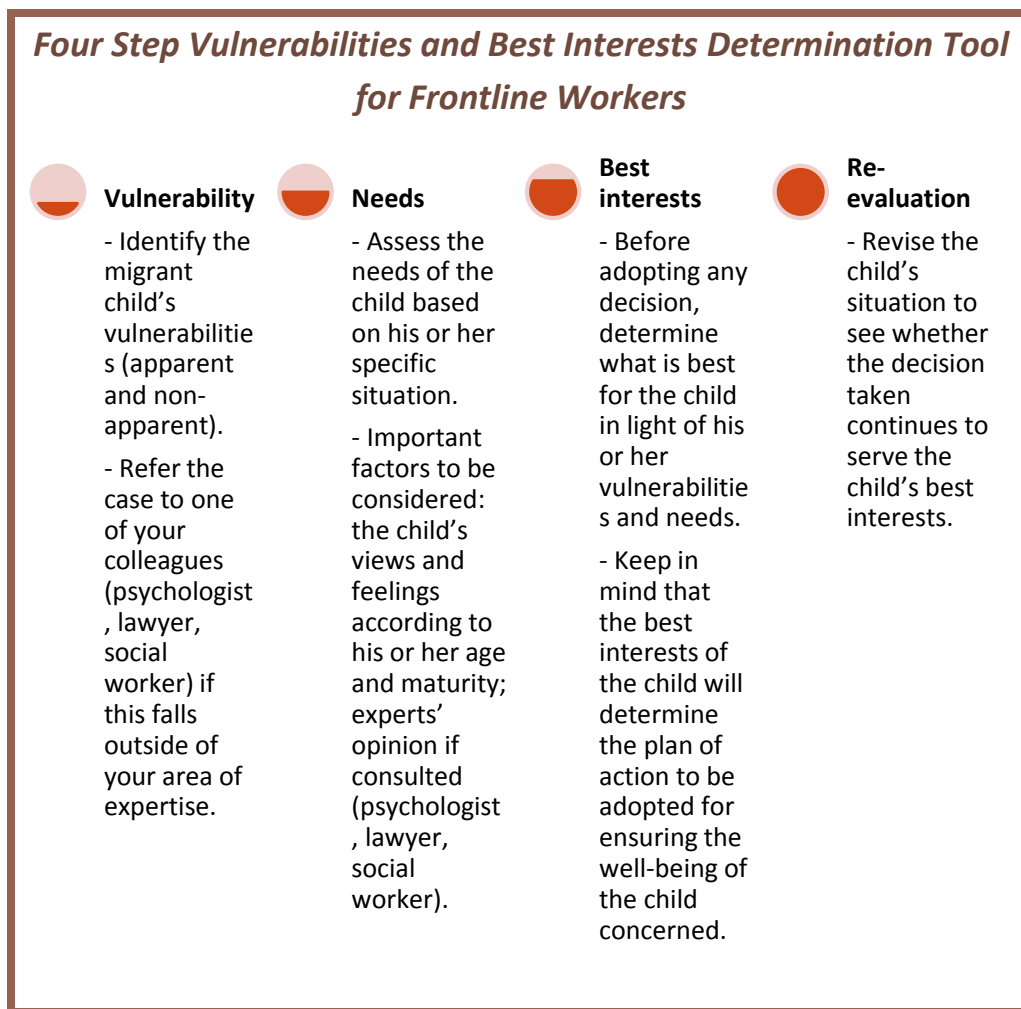 Four Step Vulnerabilities and Best Interests Determination Tool
for Frontline Workers
Vulnerability
- Identify the
migrant
child's
vulnerabilitie
s (apparent
and non-
apparent).
- Refer the
case to one
of your
colleagues
(psychologist
, lawyer,
social
worker) if
this falls
outside of
your area of
expertise.
Needs
- Assess the
needs of the
child based
on his or her
specific
situation.
- Important
factors to be
considered:
the child's
views and
feelings
according to
his or her age
and maturity;
experts'
opinion if
consulted
(psychologist
, lawyer,
social
worker).
Best
interests
- Before
adopting any
decision,
determine
what is best
for the child
in light of his
or her
vulnerabilitie
s and needs.
- Keep in
mind that
the best
interests of
the child will
determine
the plan of
action to be
adopted for
ensuring the
well-being of
the child
concerned.
Re-
evaluation
- Revise the
child's
situation to
see whether
the decision
taken
continues to
serve the
child's best
interests.